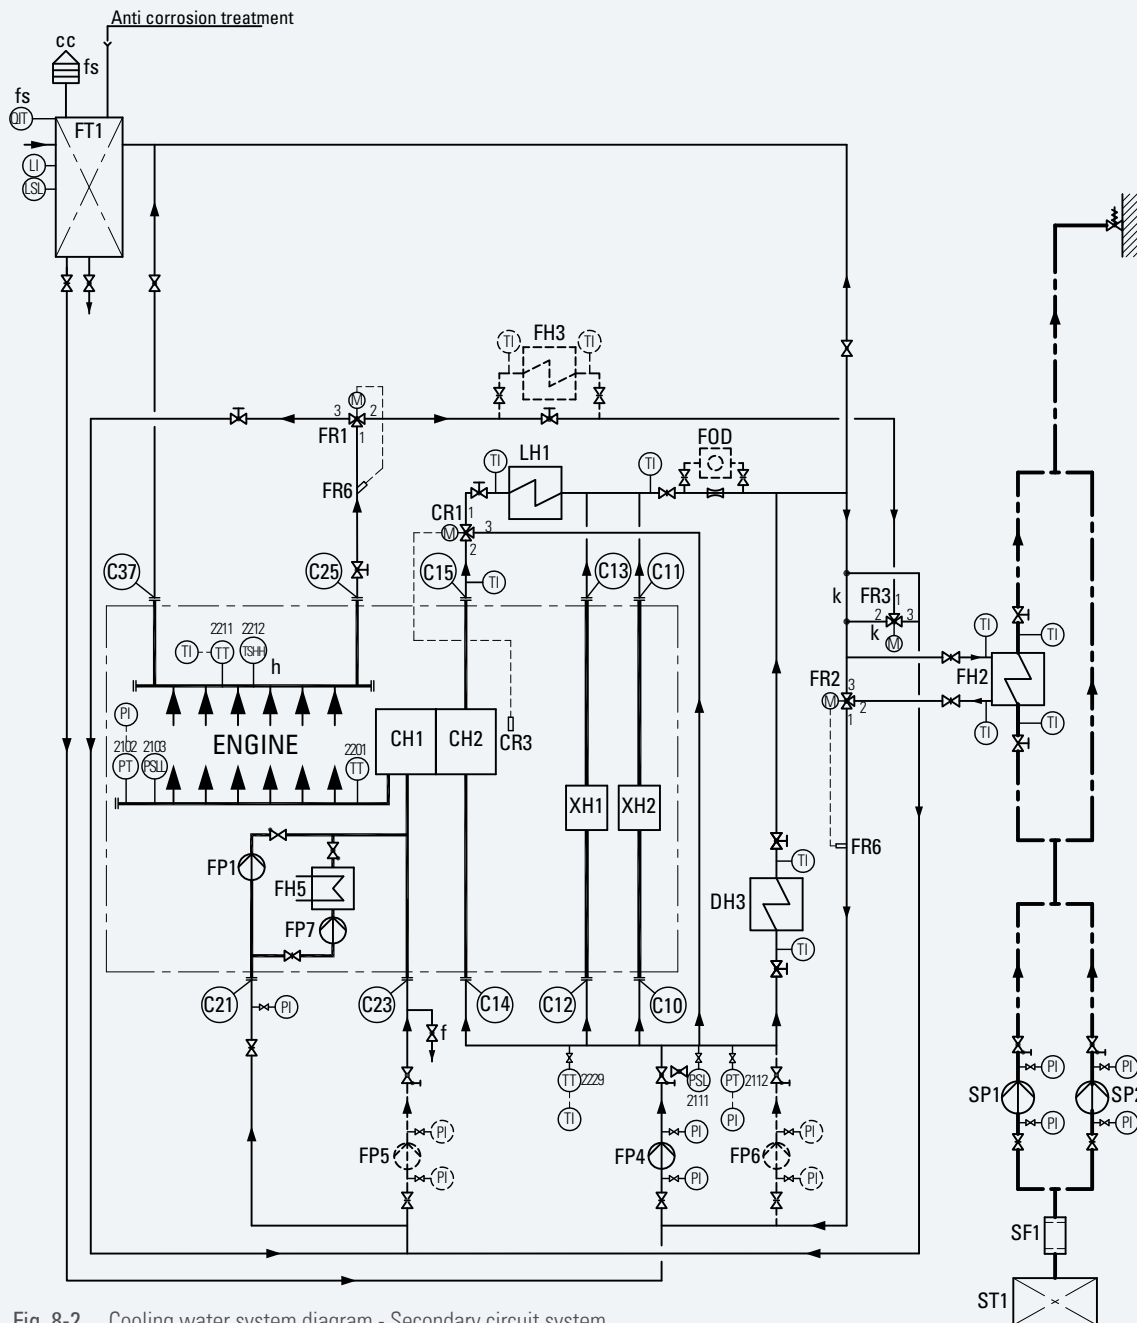 Anti corrosion treatment
cc
fs
fs
QIT
FT1
LI
LSL
TI
FH3
TI
M
3
2
FR1
1
FR6
TI
LH1
TI
FOD
CR1
1
M
3
2
C37
C25
C15
TI
C13
C11
k
FR3
1
2
3
k
M
2211
2212
TI
TT
TSHH
h
TI
TI
FH2
FR2
3
M
2
1
TI
TI
PI
ENGINE
CH1
CH2
CR3
2102
2103
2201
PT
PSLL
TT
XH1
XH2
FP1
FH5
FP7
TI
FR6
DH3
TI
C21
PI
C23
C14
C12
C10
f
TT
2229
PSL
2111
PT
2112
TI
PI
PI
PI
SP1
SP2
PI
PI
FP5
PI
PI
FP4
PI
PI
FP6
PI
PI
SF1
ST1
Fig. 8-2 Cooling water system diagram - Secondary circuit system